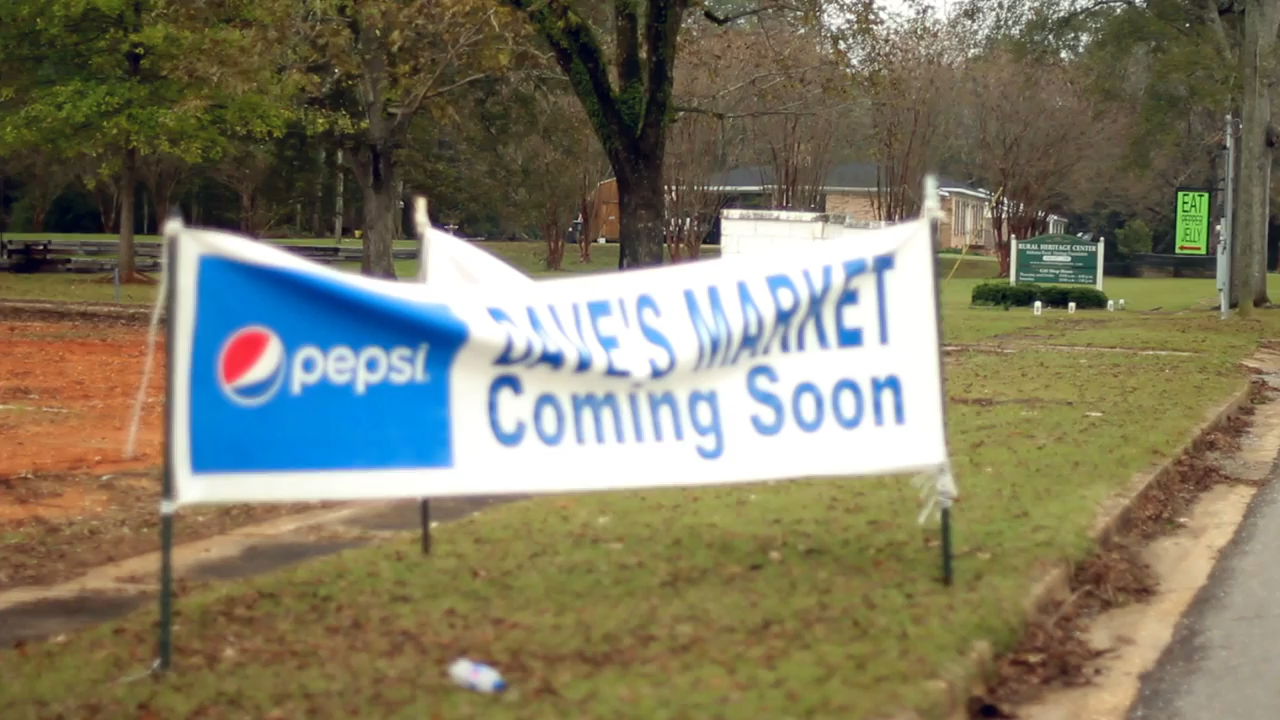 pepsi
DAVE'S MARKET
Coming Soon
RURAL HERITAGE CENTER
EAT
PEPPER
JELLY